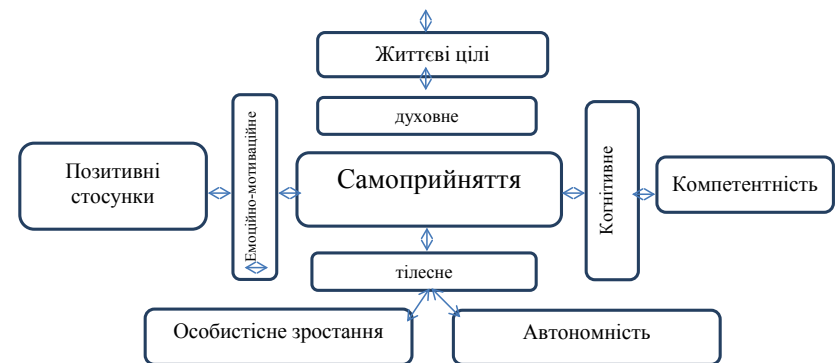 Життєві цілі
духовне
Емоційно-мотиваційне
Позитивні
стосунки
Самоприйняття
Когнітивне
Компетентність
тілесне
Особистісне зростання
Автономність